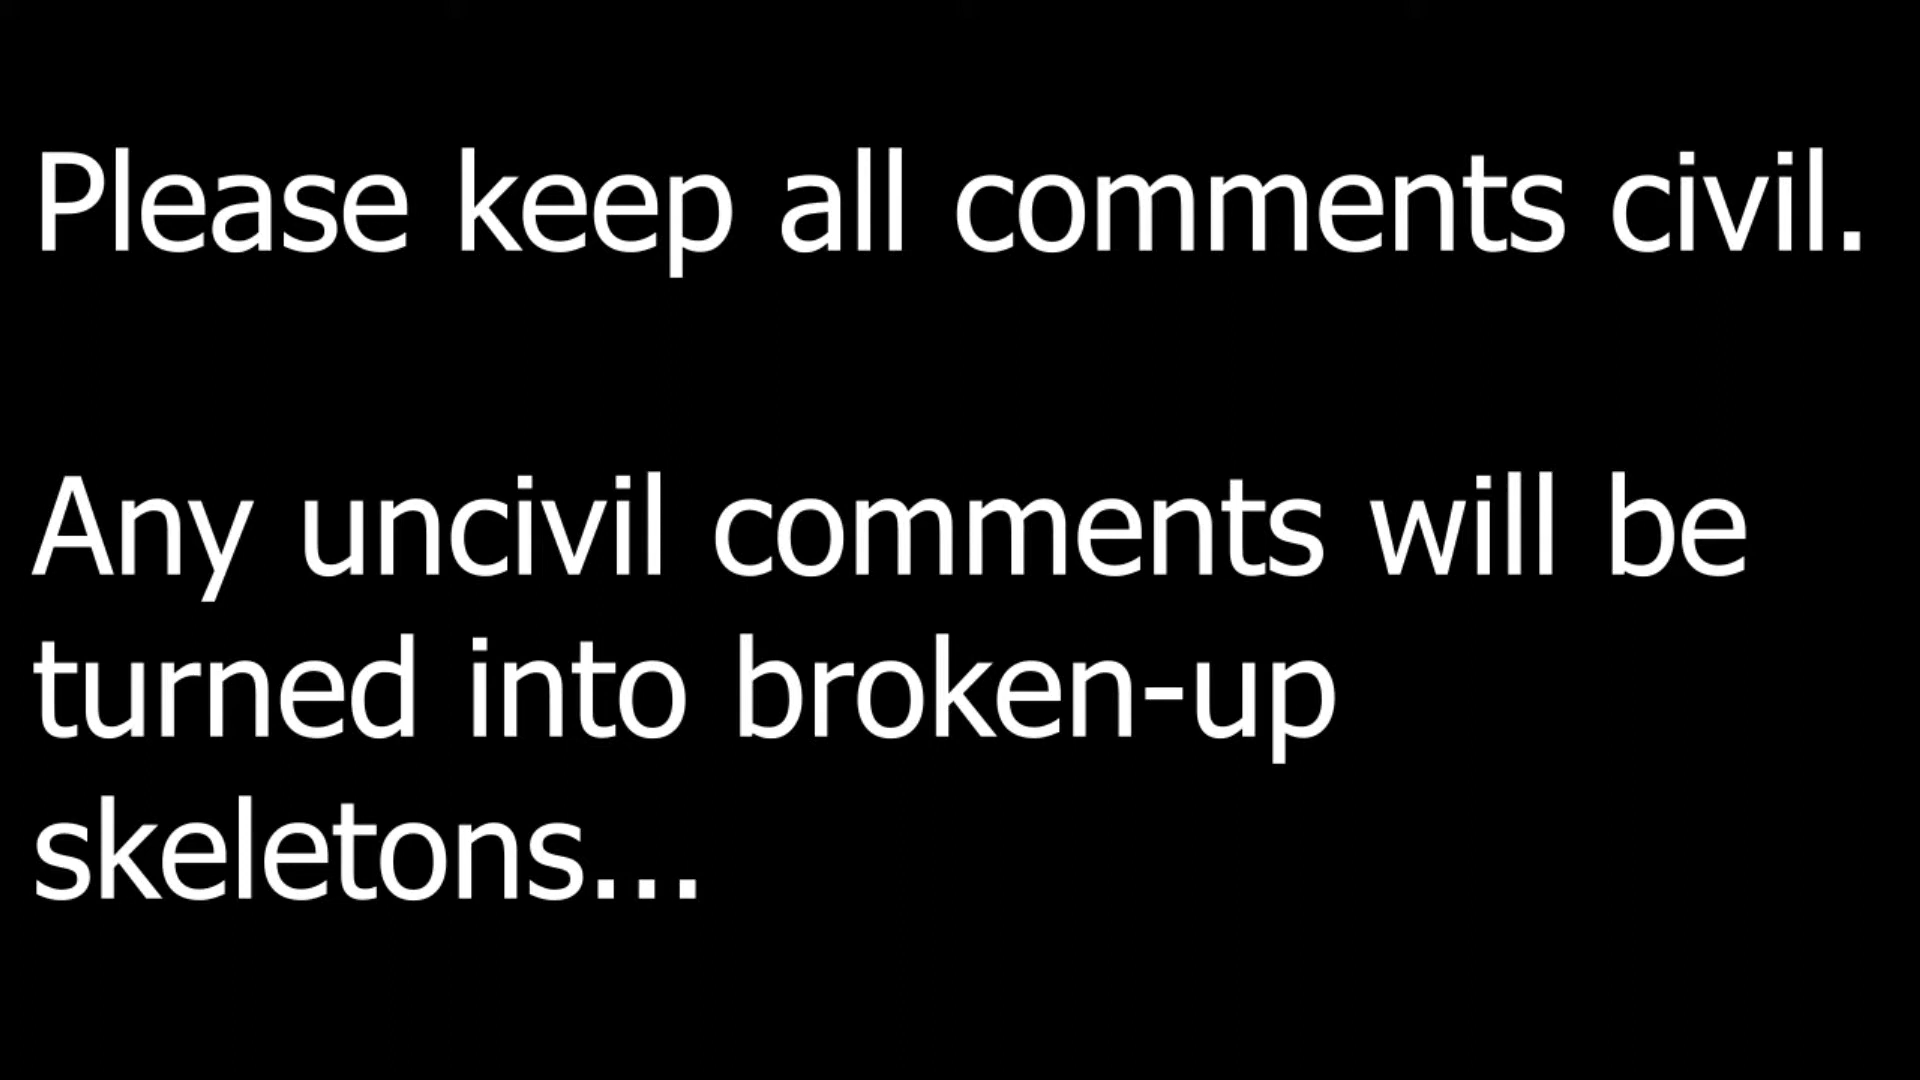 Please keep all comments civil.
Any uncivil comments will be
turned into broken-up
skeletons...